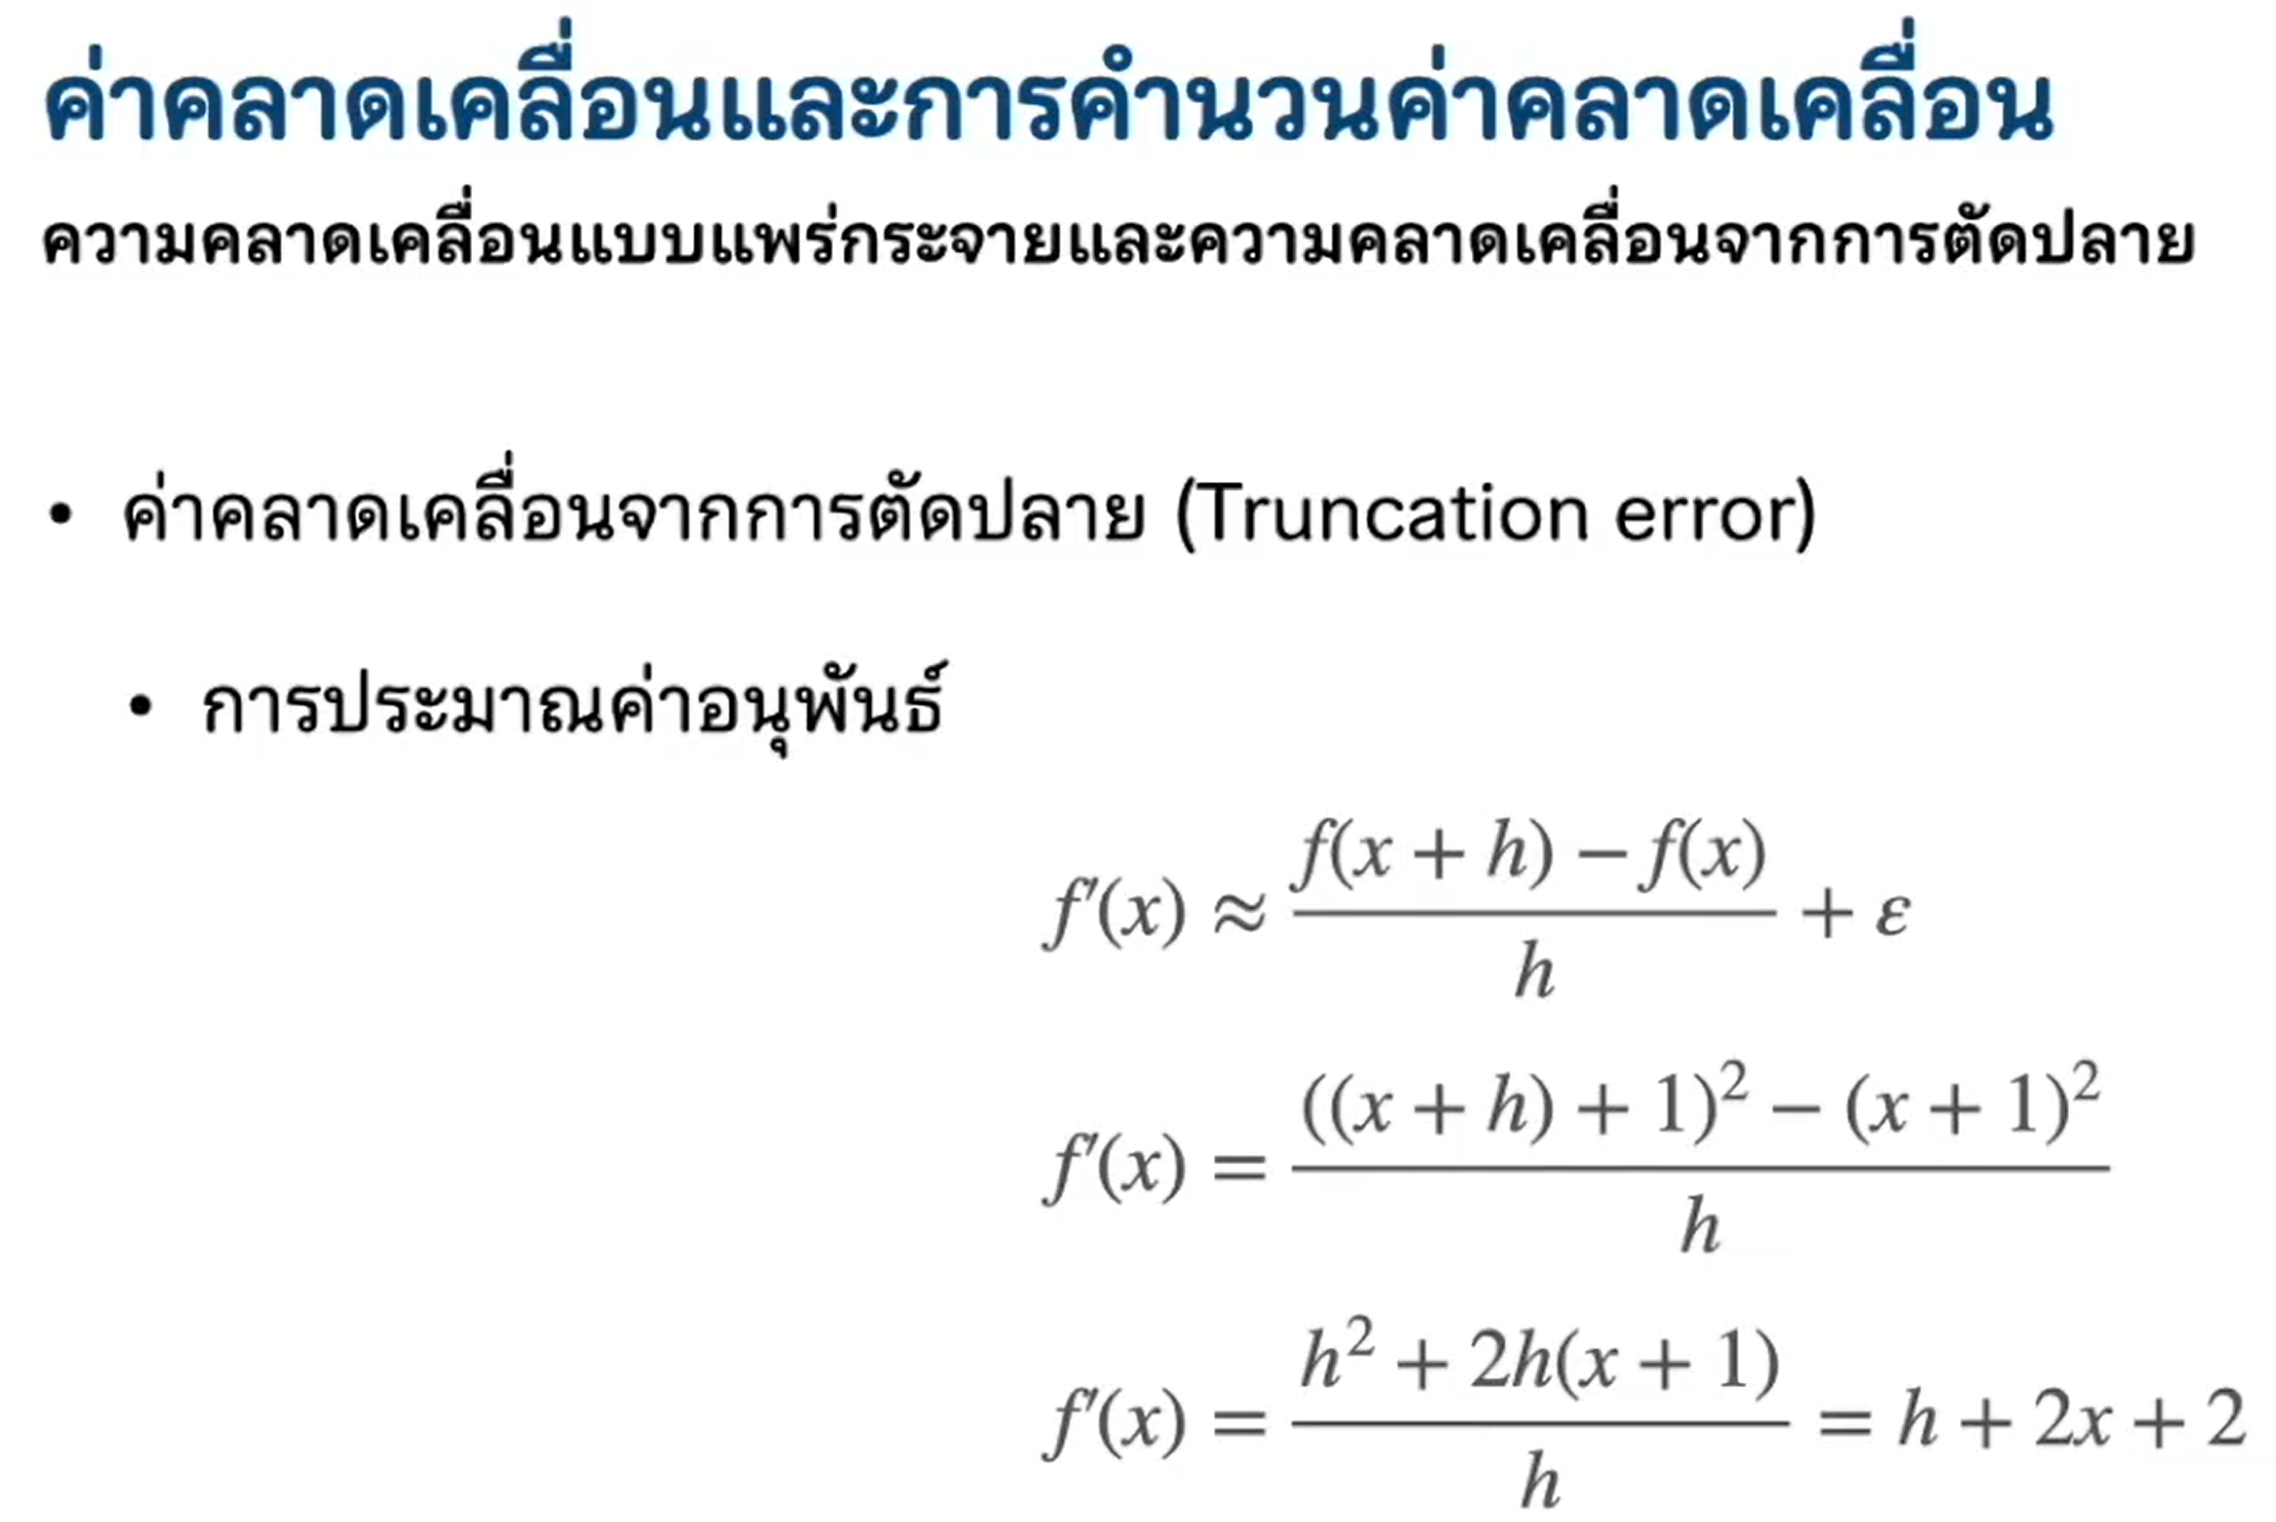 ค่าคลาดเคลื่อนและการคำนวนค่าคลาดเคลื่อน
ความคลาดเคลื่อนแบบแพร่กระจายและความคลาดเคลื่อนจากการตัดปลาย
• ค่าคลาดเคลื่อนจากการตัดปลาย (Truncation error)
• การประมาณค่าอนุพันธ์
f′(x) ≈ \frac{f(x + h) − f(x)}{h} + ε
f′(x) = \frac{((x + h) + 1)² − (x + 1)²}{h}
f′(x) = \frac{h² + 2h(x + 1)}{h} = h + 2x + 2